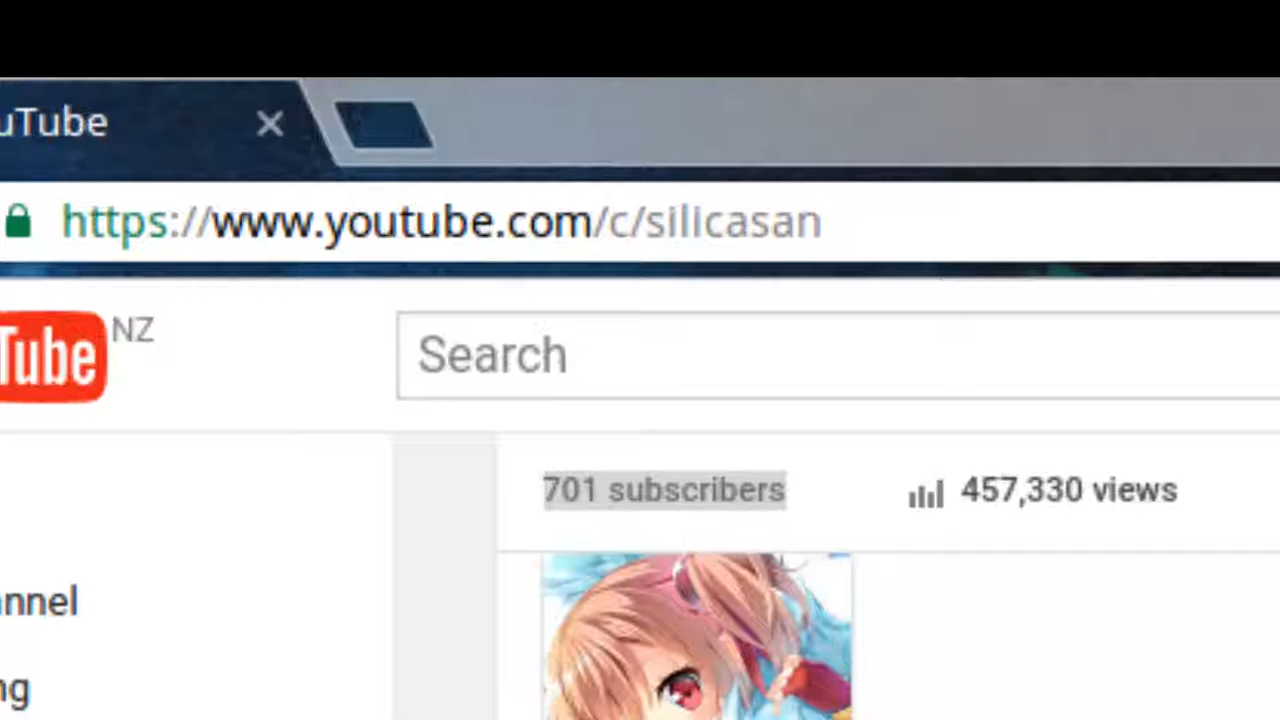 uTube
https://www.youtube.com/c/silicasan
Tube NZ
Search
701 subscribers 457,330 views
annel
ng